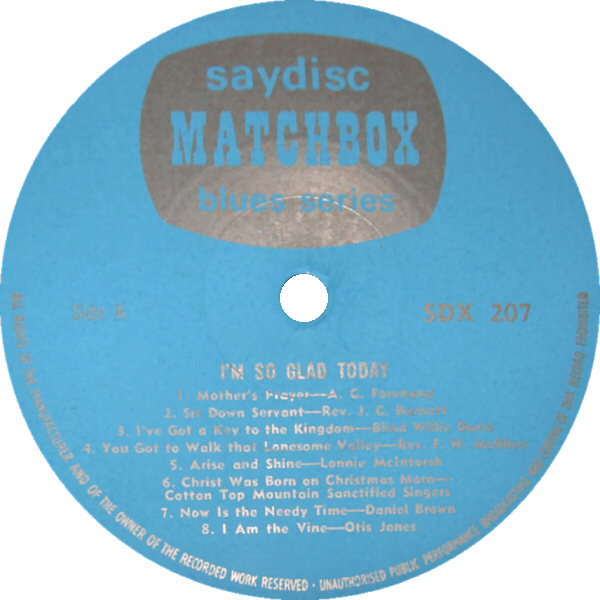 saydisc
MATCHBOX
blues series
Side A
SDX 207
I'M SO GLAD TODAY
1. Mother's Prayer—A. C. Forehand
2. Sit Down Servant—Rev. J. C. Burnett
3. I've Got a Key to the Kingdom—Blind Willie Davis
4. You Got to Walk that Lonesome Valley—Rev. F. W. McGhee
5. Arise and Shine—Lonnie McIntorsh
6. Christ Was Born on Christmas Morn—
Cotton Top Mountain Sanctified Singers
7. Now Is the Needy Time—Daniel Brown
8. I Am the Vine—Otis Jones
ALL RIGHTS OF THE MANUFACTURER AND OF THE OWNER OF THE RECORDED WORK RESERVED · UNAUTHORISED PUBLIC PERFORMANCE BROADCASTING AND COPYING OF THIS RECORD PROHIBITED